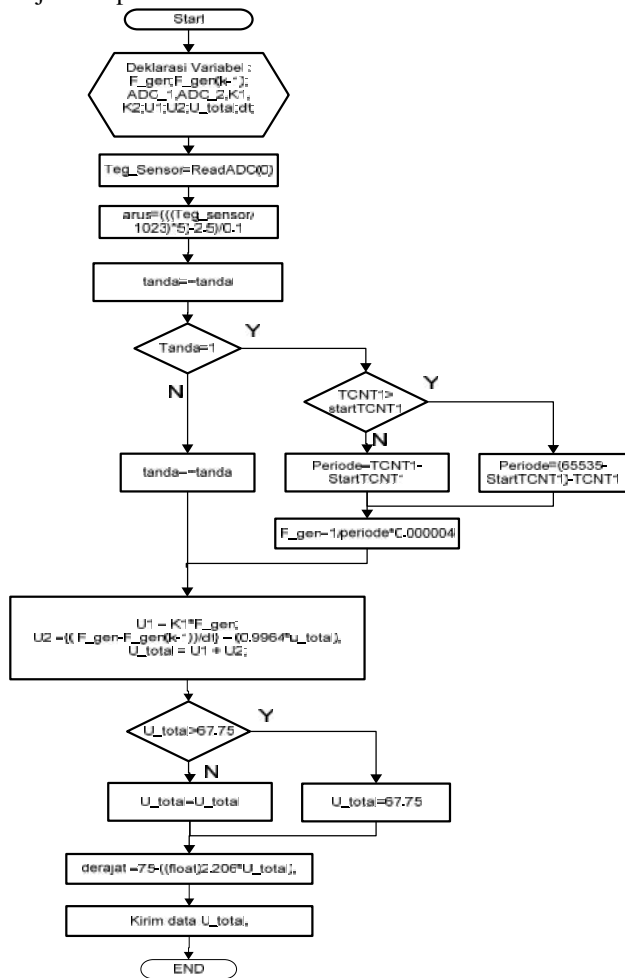 Start
Deklarasi Variabel :
F_gen;F_gen(k-1);
ADC_1,ADC_2,K1,
K2;U1;U2;U_total;dt;
Teg_Sensor=ReadADC(0)
arus=(((Teg_sensor/
1023)*5)-2.5)/0.1
tanda=~tanda
Tanda=1
Y
N
TCNT1>
startTCNT1
Y
N
tanda=~tanda
Periode=TCNT1-
StartTCNT1
Periode=(65535-
StartTCNT1)-TCNT1
F_gen=1/periode*0.000004
U1 = K1*F_gen;
U2 ={( F_gen-F_gen(k-1))/dt} – (0.9964*u_total),
U_total = U1 + U2;
U_total>67.75
Y
N
U_total=U_total
U_total=67.75
derajat =75-((float)2.206*U_total),
Kirim data U_total,
END